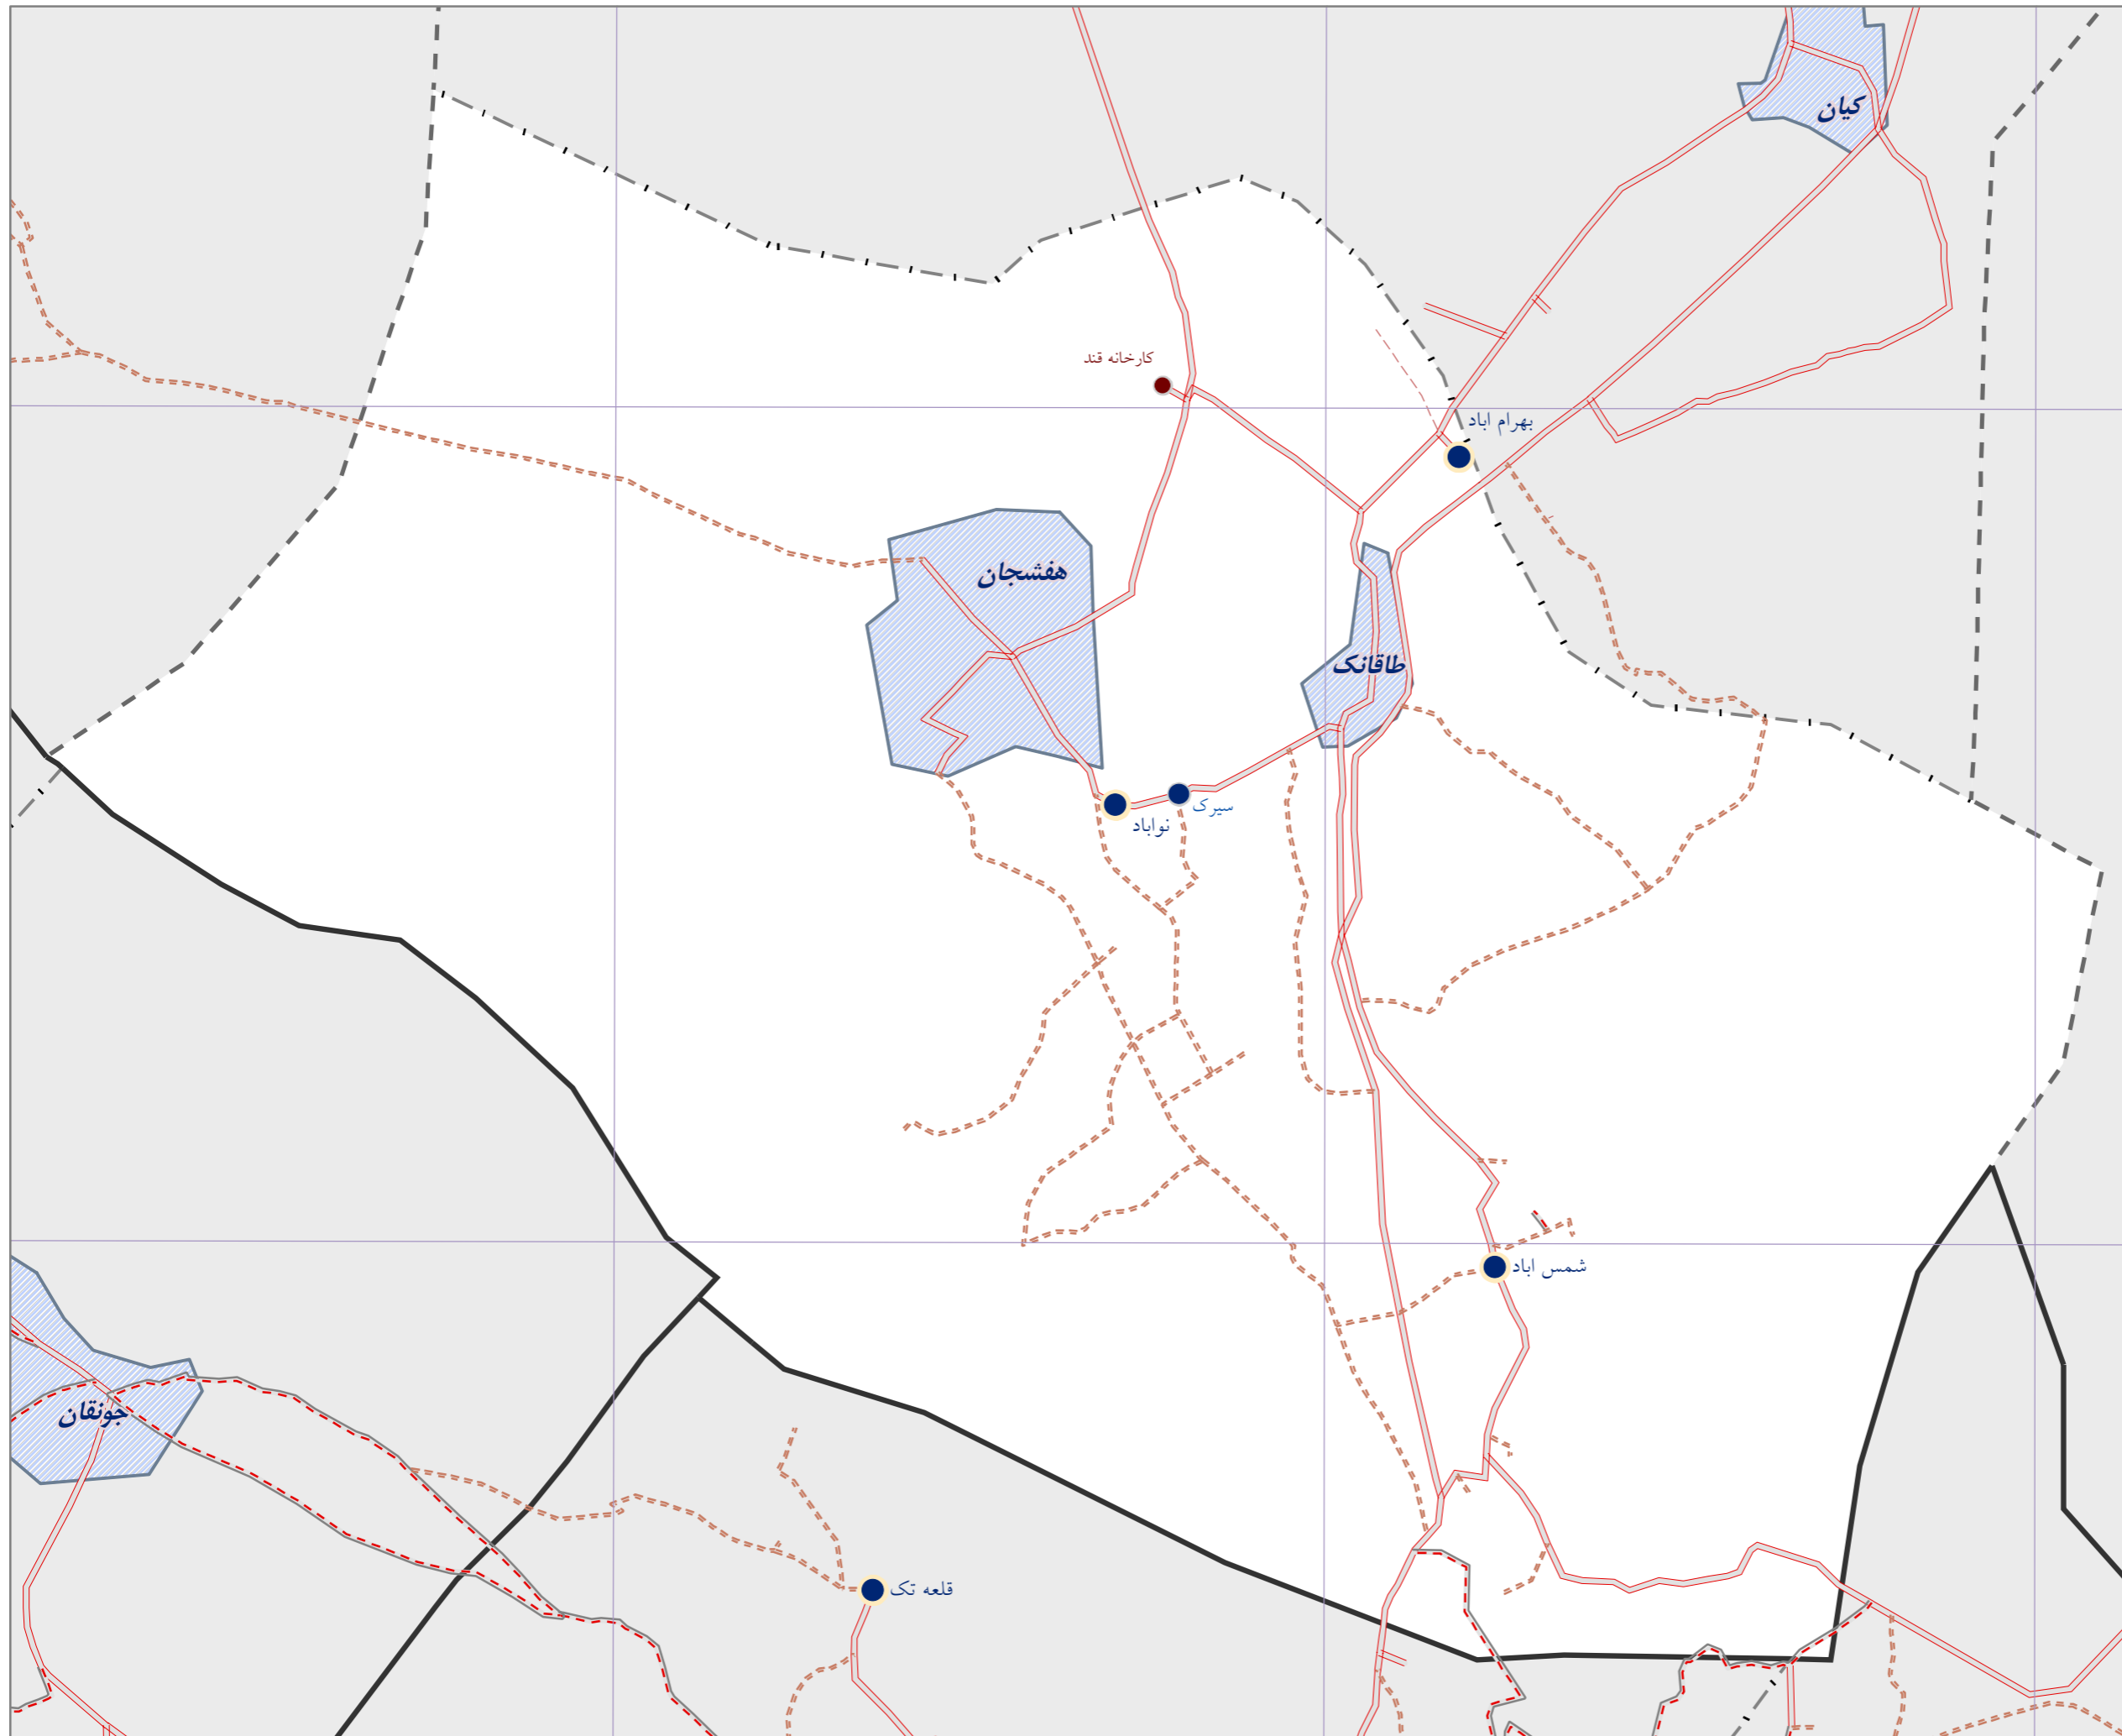 کیان
کارخانه قند
بهرام اباد
هفشجان
طاقانک
سیرک
نواباد
شمس اباد
جونقان
قلعه تک